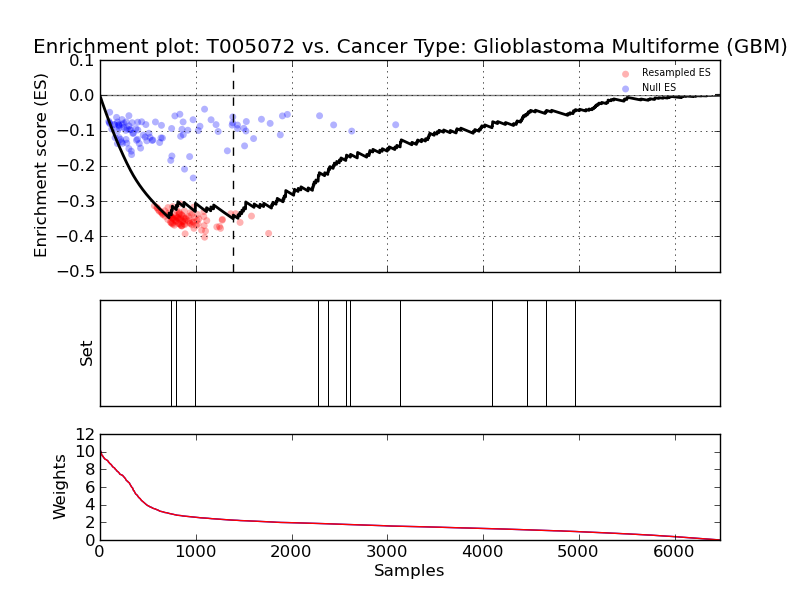 Enrichment plot: T005072 vs. Cancer Type: Glioblastoma Multiforme (GBM)
0.1
0.0
−0.1
−0.2
−0.3
−0.4
−0.5
Enrichment score (ES)
Resampled ES
Null ES
Set
12
10
8
6
4
2
0
Weights
0 1000 2000 3000 4000 5000 6000
Samples